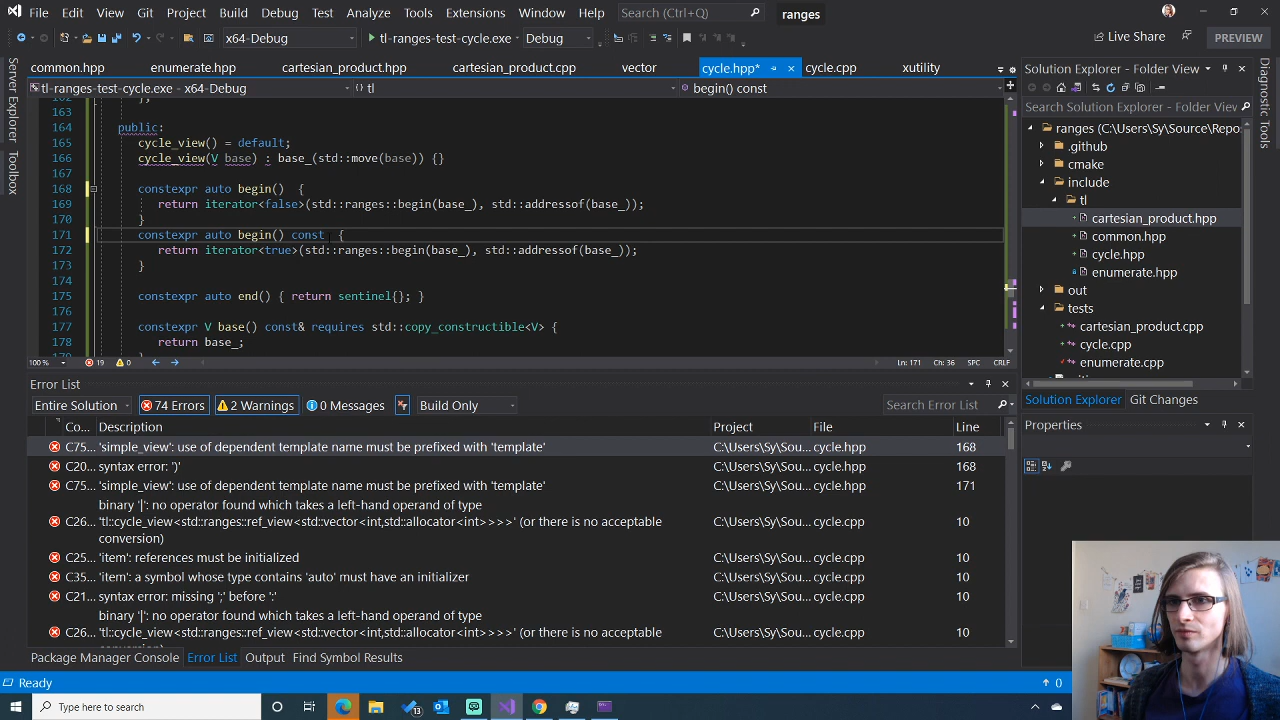 File Edit View Git Project Build Debug Test Analyze Tools Extensions Window Help Search (Ctrl+Q) ranges
x64-Debug tl-ranges-test-cycle.exe Debug Live Share PREVIEW
common.hpp enumerate.hpp cartesian_product.hpp cartesian_product.cpp vector cycle.hpp* cycle.cpp xutility
tl-ranges-test-cycle.exe - x64-Debug tl begin() const
Server Explorer
Toolbox
162 };
163
164 public:
165 cycle_view() = default;
166 cycle_view(V base) : base_(std::move(base)) {}
167
168 constexpr auto begin()  {
169 return iterator<false>(std::ranges::begin(base_), std::addressof(base_));
170 }
171 constexpr auto begin() const  {
172 return iterator<true>(std::ranges::begin(base_), std::addressof(base_));
173 }
174
175 constexpr auto end() { return sentinel{}; }
176
177 constexpr V base() const& requires std::copy_constructible<V> {
178 return base_;
179 }
100 % 19 0 Ln: 171 Ch: 36 SPC CRLF
Error List
Entire Solution 74 Errors 2 Warnings 0 Messages Build Only Search Error List
Co... Description Project File Line
C75... 'simple_view': use of dependent template name must be prefixed with 'template' C:\Users\Sy\Sou... cycle.hpp 168
C20... syntax error: ')' C:\Users\Sy\Sou... cycle.hpp 168
C75... 'simple_view': use of dependent template name must be prefixed with 'template' C:\Users\Sy\Sou... cycle.hpp 171
binary '|': no operator found which takes a left-hand operand of type
C26... 'tl::cycle_view<std::ranges::ref_view<std::vector<int,std::allocator<int>>>>' (or there is no acceptable C:\Users\Sy\Sou... cycle.cpp 10
conversion)
C25... 'item': references must be initialized C:\Users\Sy\Sou... cycle.cpp 10
C35... 'item': a symbol whose type contains 'auto' must have an initializer C:\Users\Sy\Sou... cycle.cpp 10
C21... syntax error: missing ';' before ':' C:\Users\Sy\Sou... cycle.cpp 10
binary '|': no operator found which takes a left-hand operand of type
C26... 'tl::cycle_view<std::ranges::ref_view<std::vector<int,std::allocator<int>>>>' (or there is no acceptable C:\Users\Sy\Sou... cycle.cpp 10
Package Manager Console Error List Output Find Symbol Results
Solution Explorer - Folder View
Search Solution Explorer - Folder View
ranges (C:\Users\Sy\Source\Repo
.github
cmake
include
tl
cartesian_product.hpp
common.hpp
cycle.hpp
enumerate.hpp
out
tests
cartesian_product.cpp
cycle.cpp
enumerate.cpp
Solution Explorer Git Changes
Properties
Diagnostic Tools
Ready 0
Type here to search 13